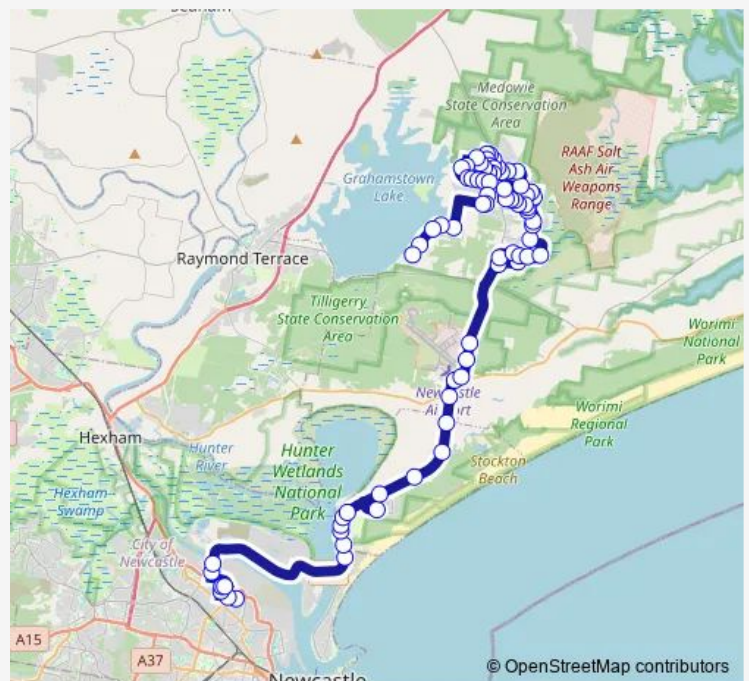 Seaham
Medowie
State Conservation
Area
RAAF Salt
Ash Air
Weapons
Range
Grahamstown
Lake
Raymond Terrace
Tilligerry
State Conservation
Area
Worimi
National
Park
Newcastle
Airport
Worimi
Regional
Park
Hexham
Hunter
River
Hunter
Wetlands
National
Park
Stockton
Beach
Hexham
Swamp
City of
Newcastle
A15
A37
Newcastle
© OpenStreetMap contributors